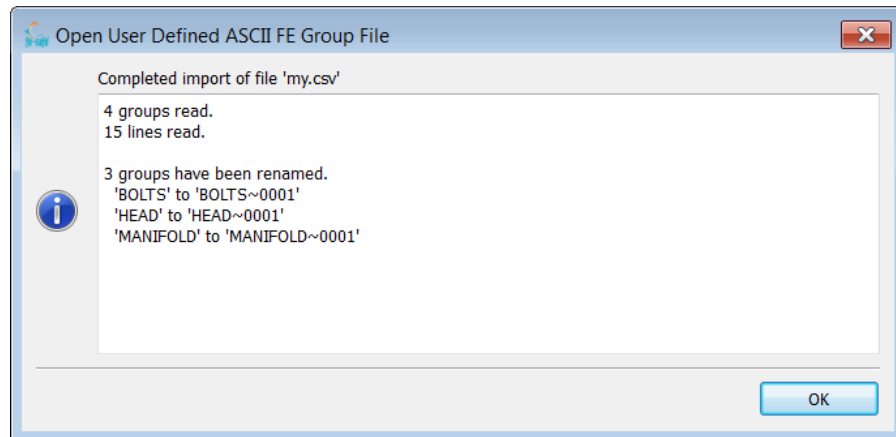 Open User Defined ASCII FE Group File
Completed import of file 'my.csv'
4 groups read.
15 lines read.
3 groups have been renamed.
'BOLTS' to 'BOLTS~0001'
'HEAD' to 'HEAD~0001'
'MANIFOLD' to 'MANIFOLD~0001'
OK